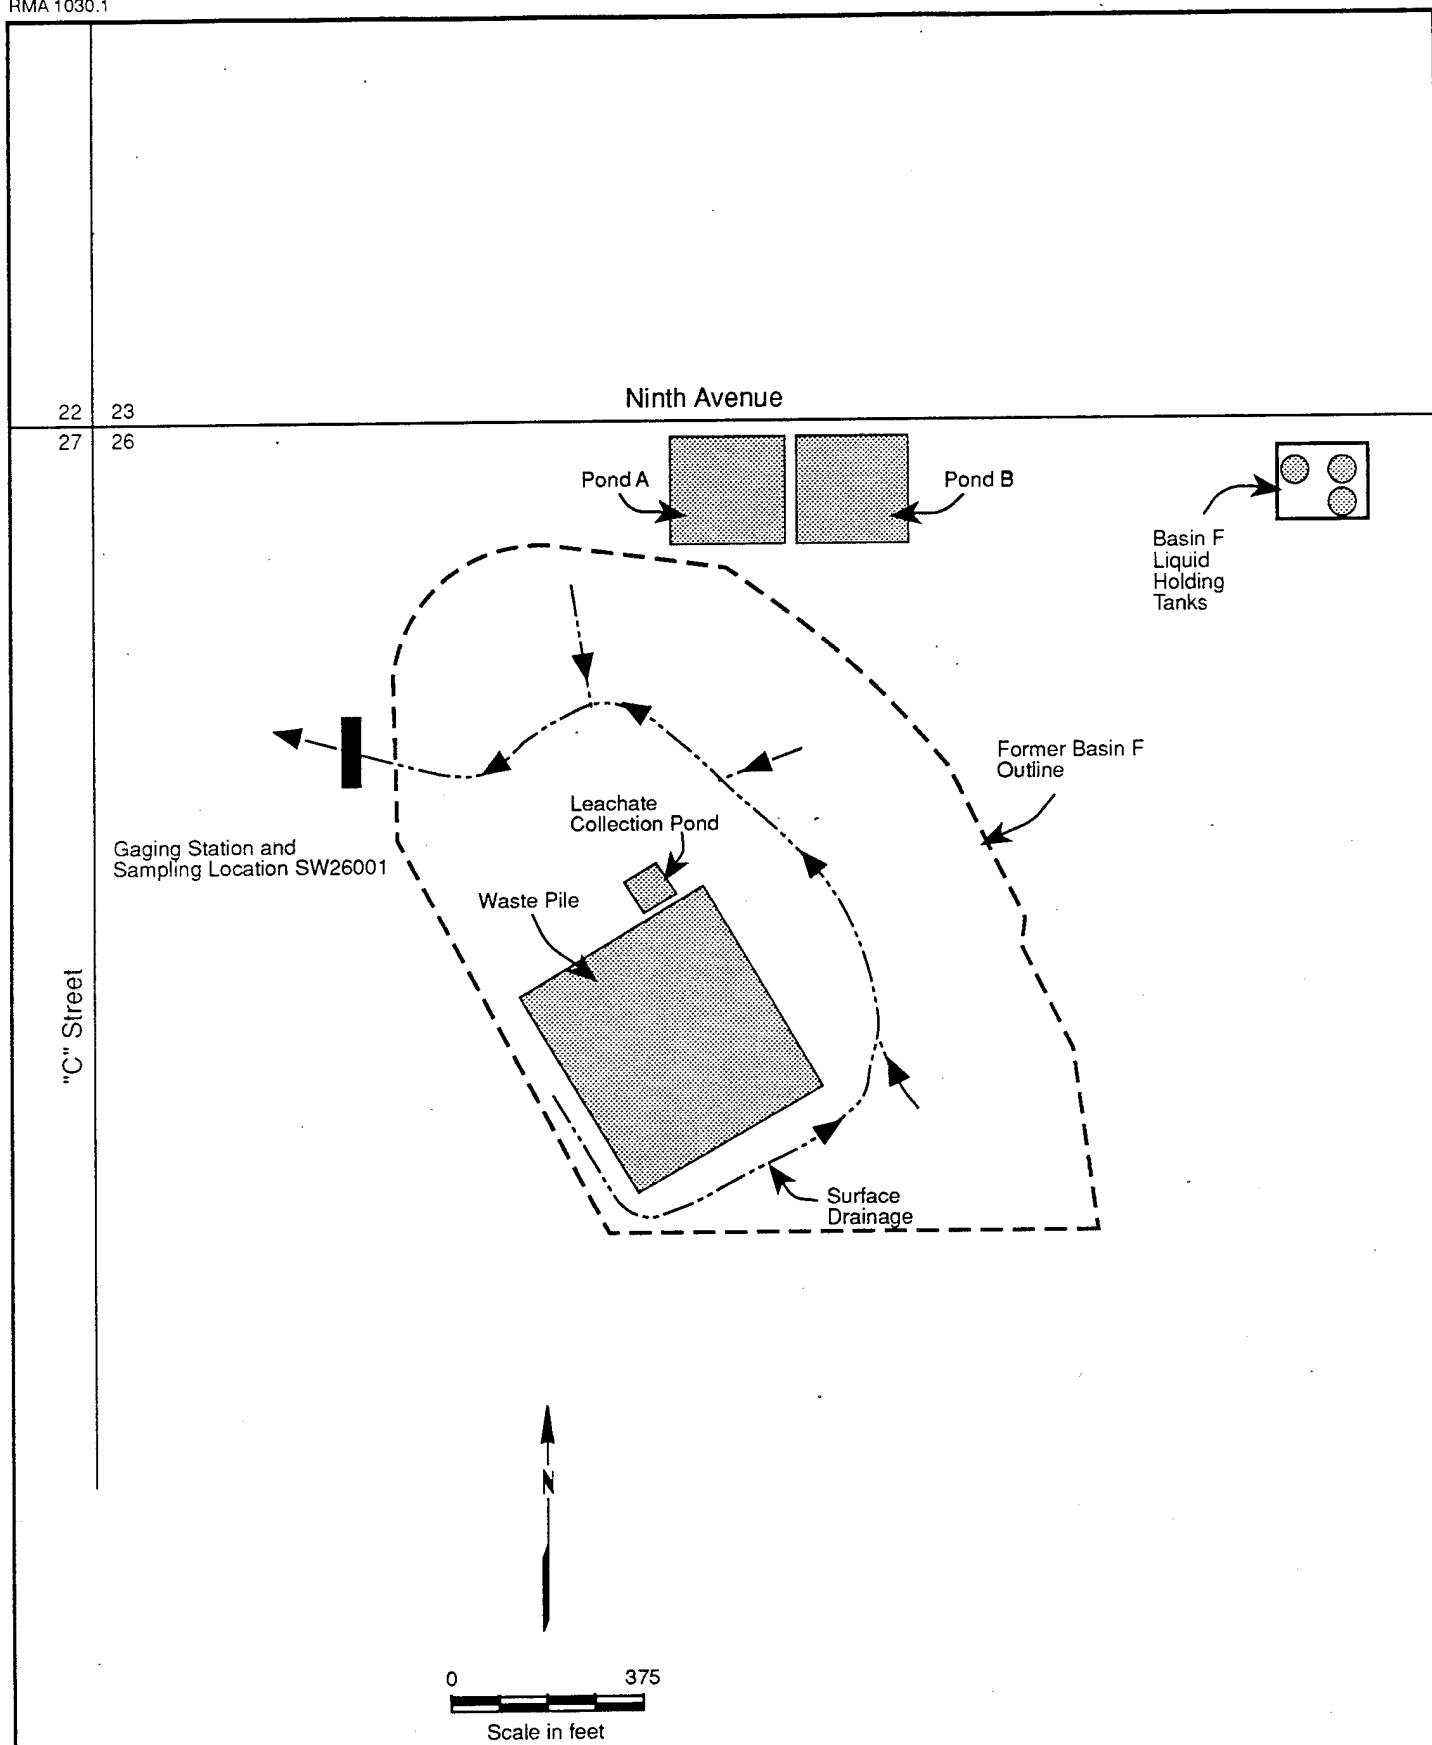 RMA 1030.1
Ninth Avenue
22 23
27 26
Pond A
Pond B
Basin F
Liquid
Holding
Tanks
Former Basin F
Outline
Leachate
Collection Pond
Gaging Station and
Sampling Location SW26001
Waste Pile
"C" Street
Surface
Drainage
N
0 375
Scale in feet